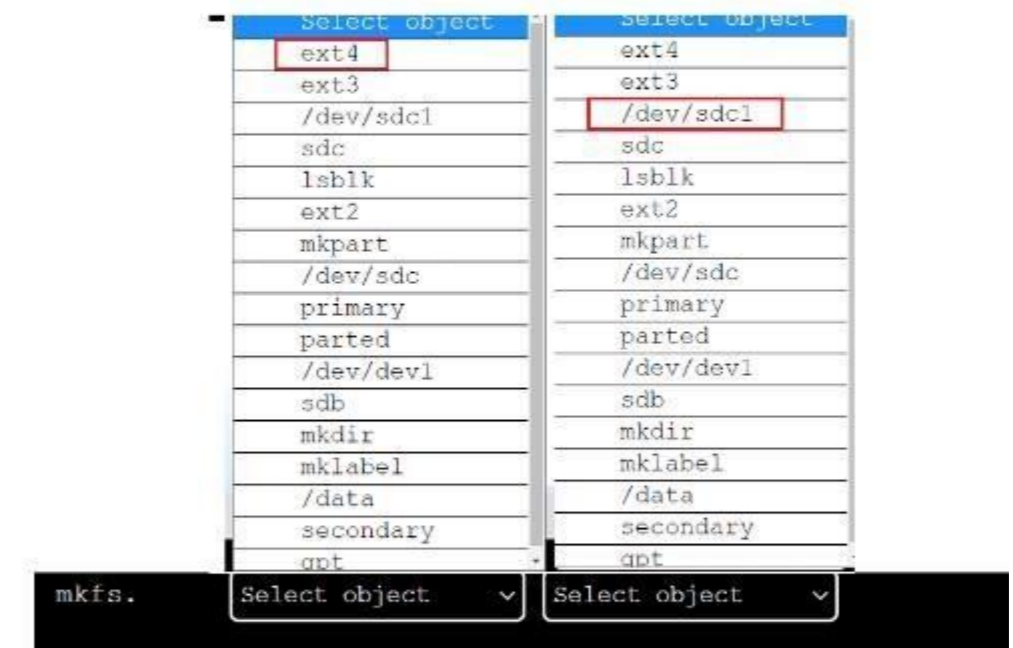 Select object
ext4
ext3
/dev/sdc1
sdc
lsblk
ext2
mkpart
/dev/sdc
primary
parted
/dev/dev1
sdb
mkdir
mklabel
/data
secondary
gpt
Select object
ext4
ext3
/dev/sdc1
sdc
lsblk
ext2
mkpart
/dev/sdc
primary
parted
/dev/dev1
sdb
mkdir
mklabel
/data
secondary
gpt
mkfs. Select object Select object